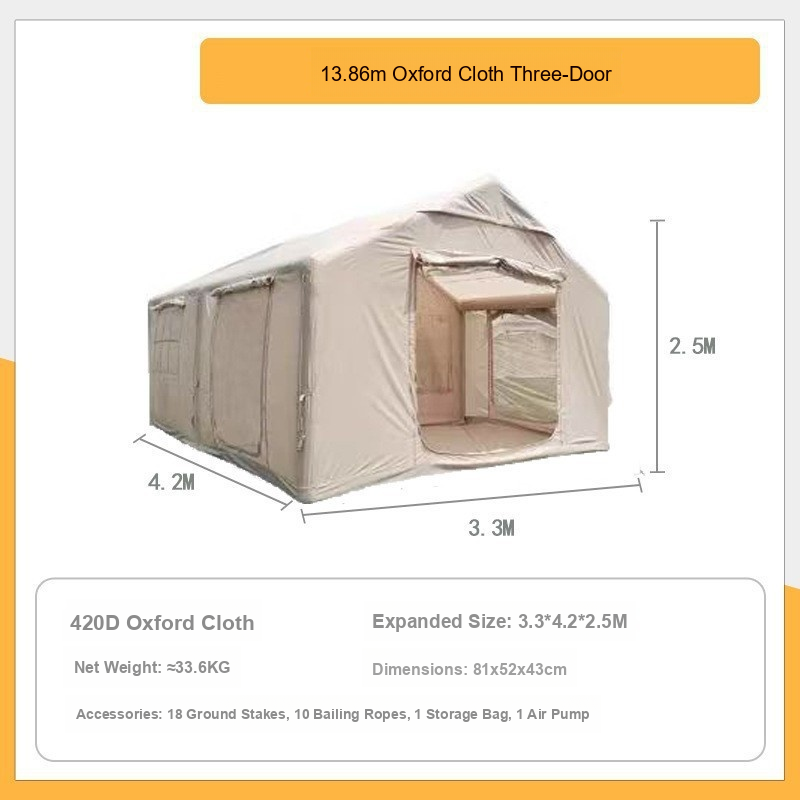 13.86m Oxford Cloth Three-Door
2.5M
4.2M
3.3M
420D Oxford Cloth
Expanded Size: 3.3*4.2*2.5M
Net Weight: ≈33.6KG
Dimensions: 81x52x43cm
Accessories: 18 Ground Stakes, 10 Bailing Ropes, 1 Storage Bag, 1 Air Pump